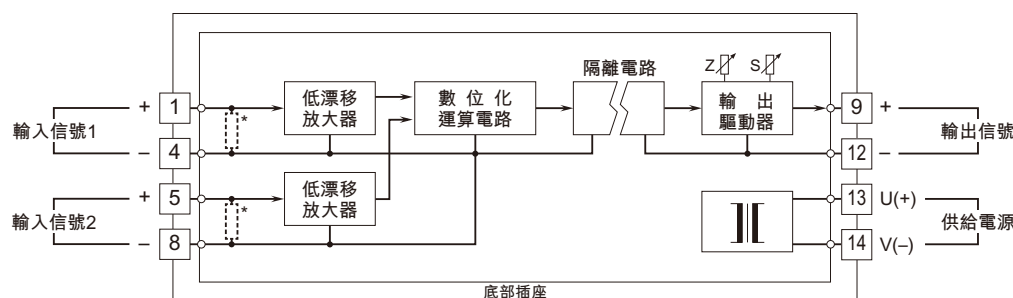 隔離電路
Z S
+ 1 低漂移 數位化 輸出 9 +
放大器 運算電路 驅動器
*
輸入信號1 輸出信號
– 4 12 –
+ 5 低漂移 13 U(+)
放大器
*
輸入信號2 供給電源
– 8 14 V(–)
底部插座